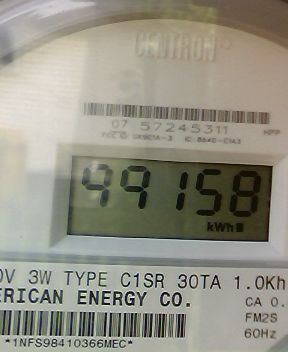 CENTRON
07 57245311
99158
kWh
0V 3W TYPE C1SR 30TA 1.0Kh
ERICAN ENERGY CO.
CA 0.
FM2S
*1NFS98410366MEC*
60Hz